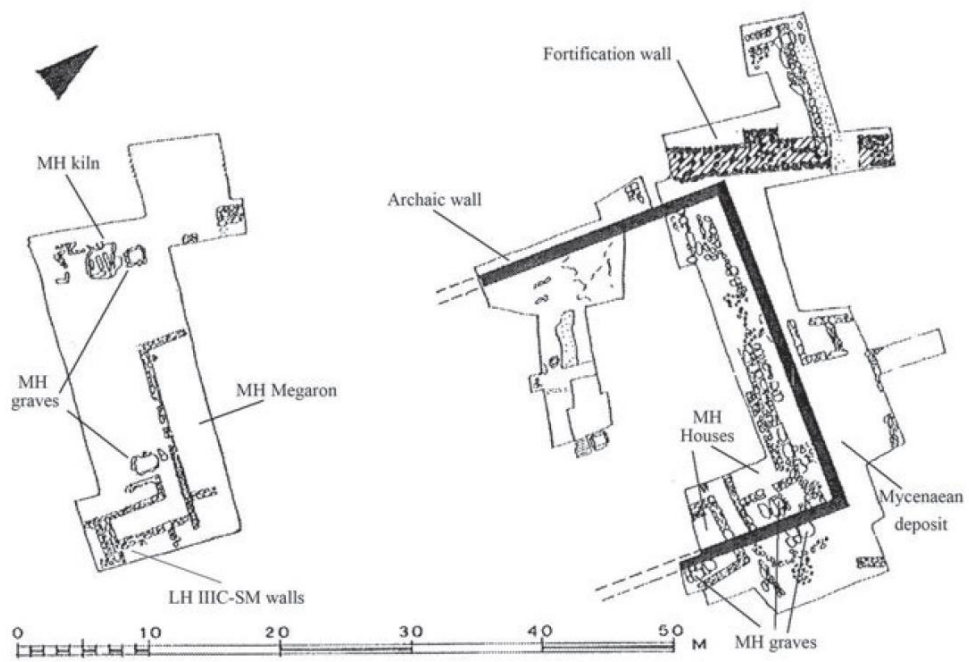 Fortification wall
MH kiln
Archaic wall
MH
graves
MH Megaron
MH
Houses
Mycenaean
deposit
LH IIIC-SM walls
MH graves
0 10 20 30 40 50 M